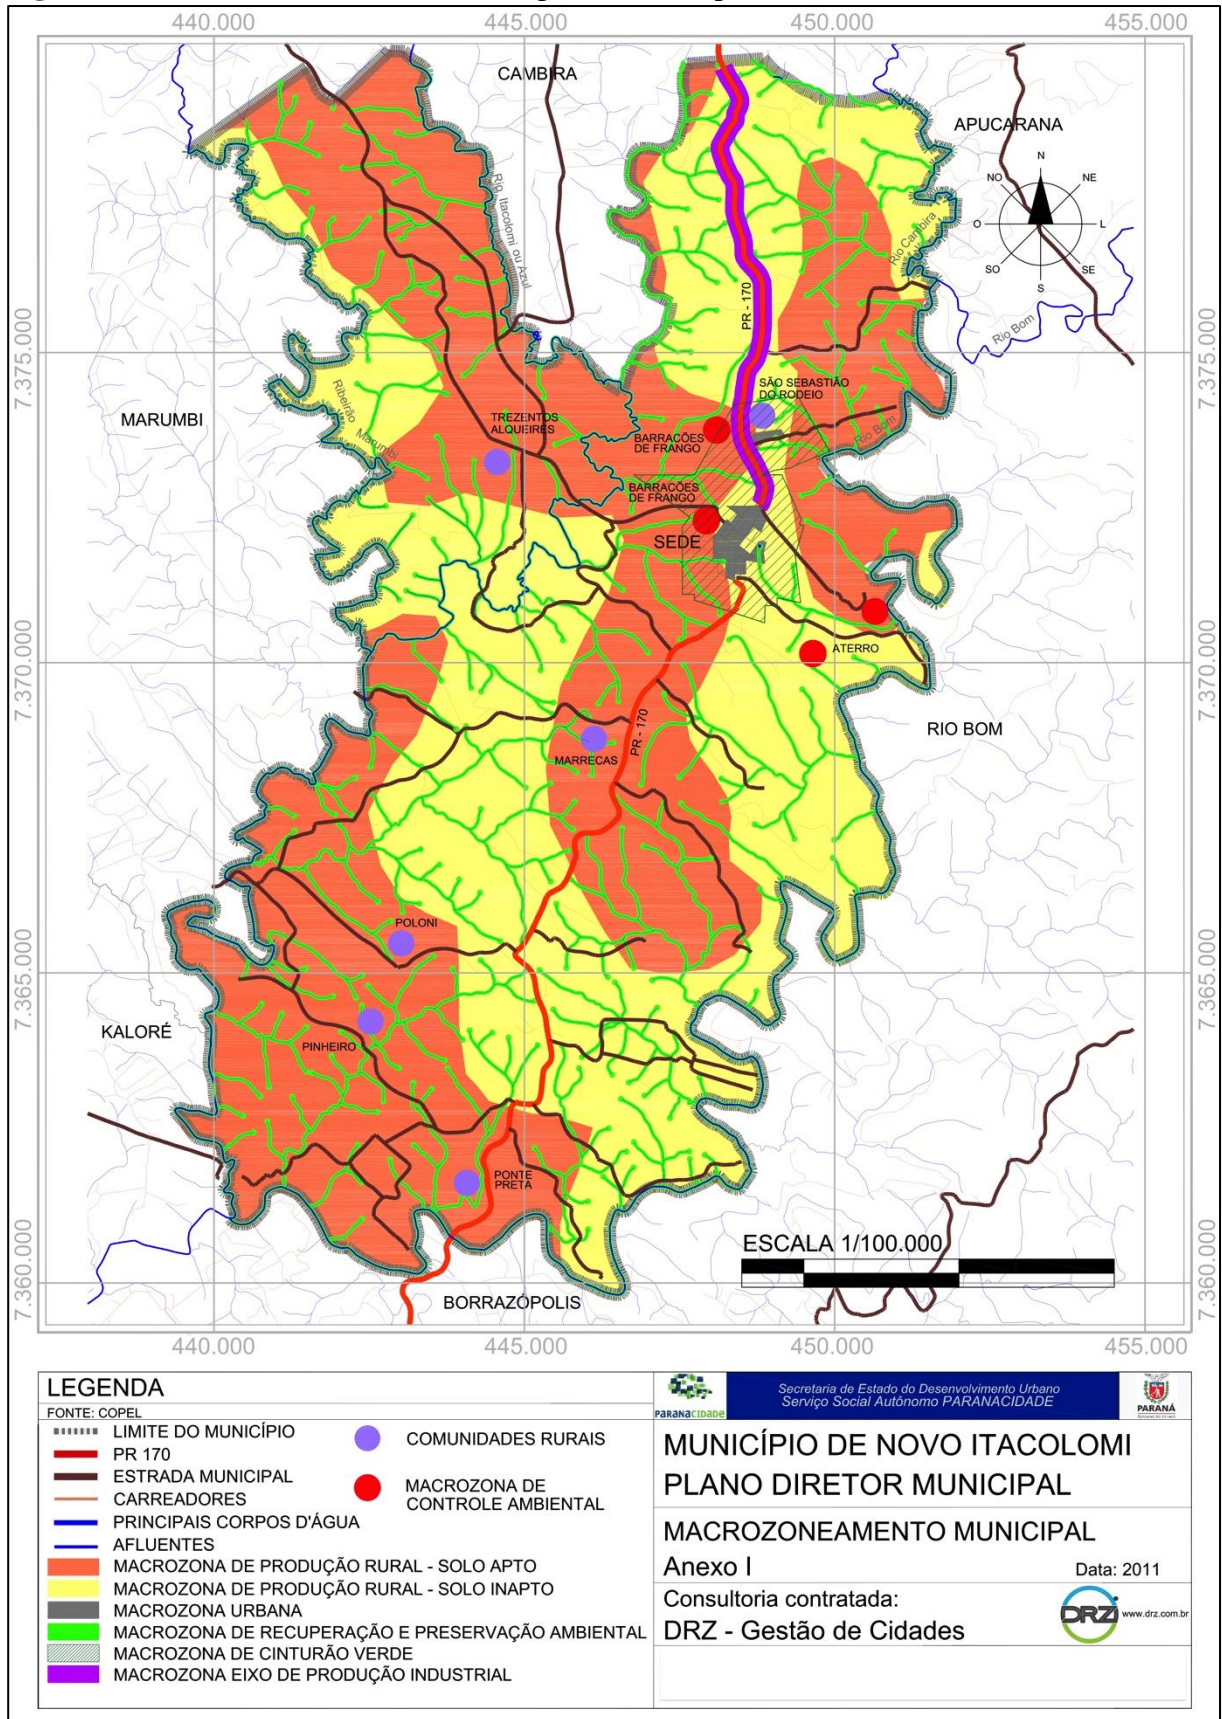 440.000
445.000
450.000
455.000
CAMBIRA
APUCARANA
N
NO
NE
O
L
SO
SE
S
Rio Itacolomi ou Azul
Rio Cambira
Rio Bom
PR - 170
7.375.000
7.375.000
MARUMBI
Ribeirão Marumbi
TREZENTOS
ALQUEIRES
SÃO SEBASTIÃO
DO RODEIO
BARRACÕES
DE FRANGO
Rio Bom
BARRACÕES
DE FRANGO
SEDE
ATERRO
7.370.000
7.370.000
RIO BOM
PR - 170
MARRECAS
POLONI
7.365.000
7.365.000
KALORÉ
PINHEIRO
PONTE
PRETA
ESCALA 1/100.000
7.360.000
7.360.000
BORRAZÓPOLIS
440.000
445.000
450.000
455.000
LEGENDA
FONTE: COPEL
LIMITE DO MUNICÍPIO
PR 170
ESTRADA MUNICIPAL
CARREADORES
PRINCIPAIS CORPOS D'ÁGUA
AFLUENTES
MACROZONA DE PRODUÇÃO RURAL - SOLO APTO
MACROZONA DE PRODUÇÃO RURAL - SOLO INAPTO
MACROZONA URBANA
MACROZONA DE RECUPERAÇÃO E PRESERVAÇÃO AMBIENTAL
MACROZONA DE CINTURÃO VERDE
MACROZONA EIXO DE PRODUÇÃO INDUSTRIAL
COMUNIDADES RURAIS
MACROZONA DE
CONTROLE AMBIENTAL
PARANACIDADE
Secretaria de Estado do Desenvolvimento Urbano
Serviço Social Autônomo PARANACIDADE
PARANÁ
MUNICÍPIO DE NOVO ITACOLOMI
PLANO DIRETOR MUNICIPAL
MACROZONEAMENTO MUNICIPAL
Anexo I
Data: 2011
Consultoria contratada:
DRZ - Gestão de Cidades
DRZ
www.drz.com.br